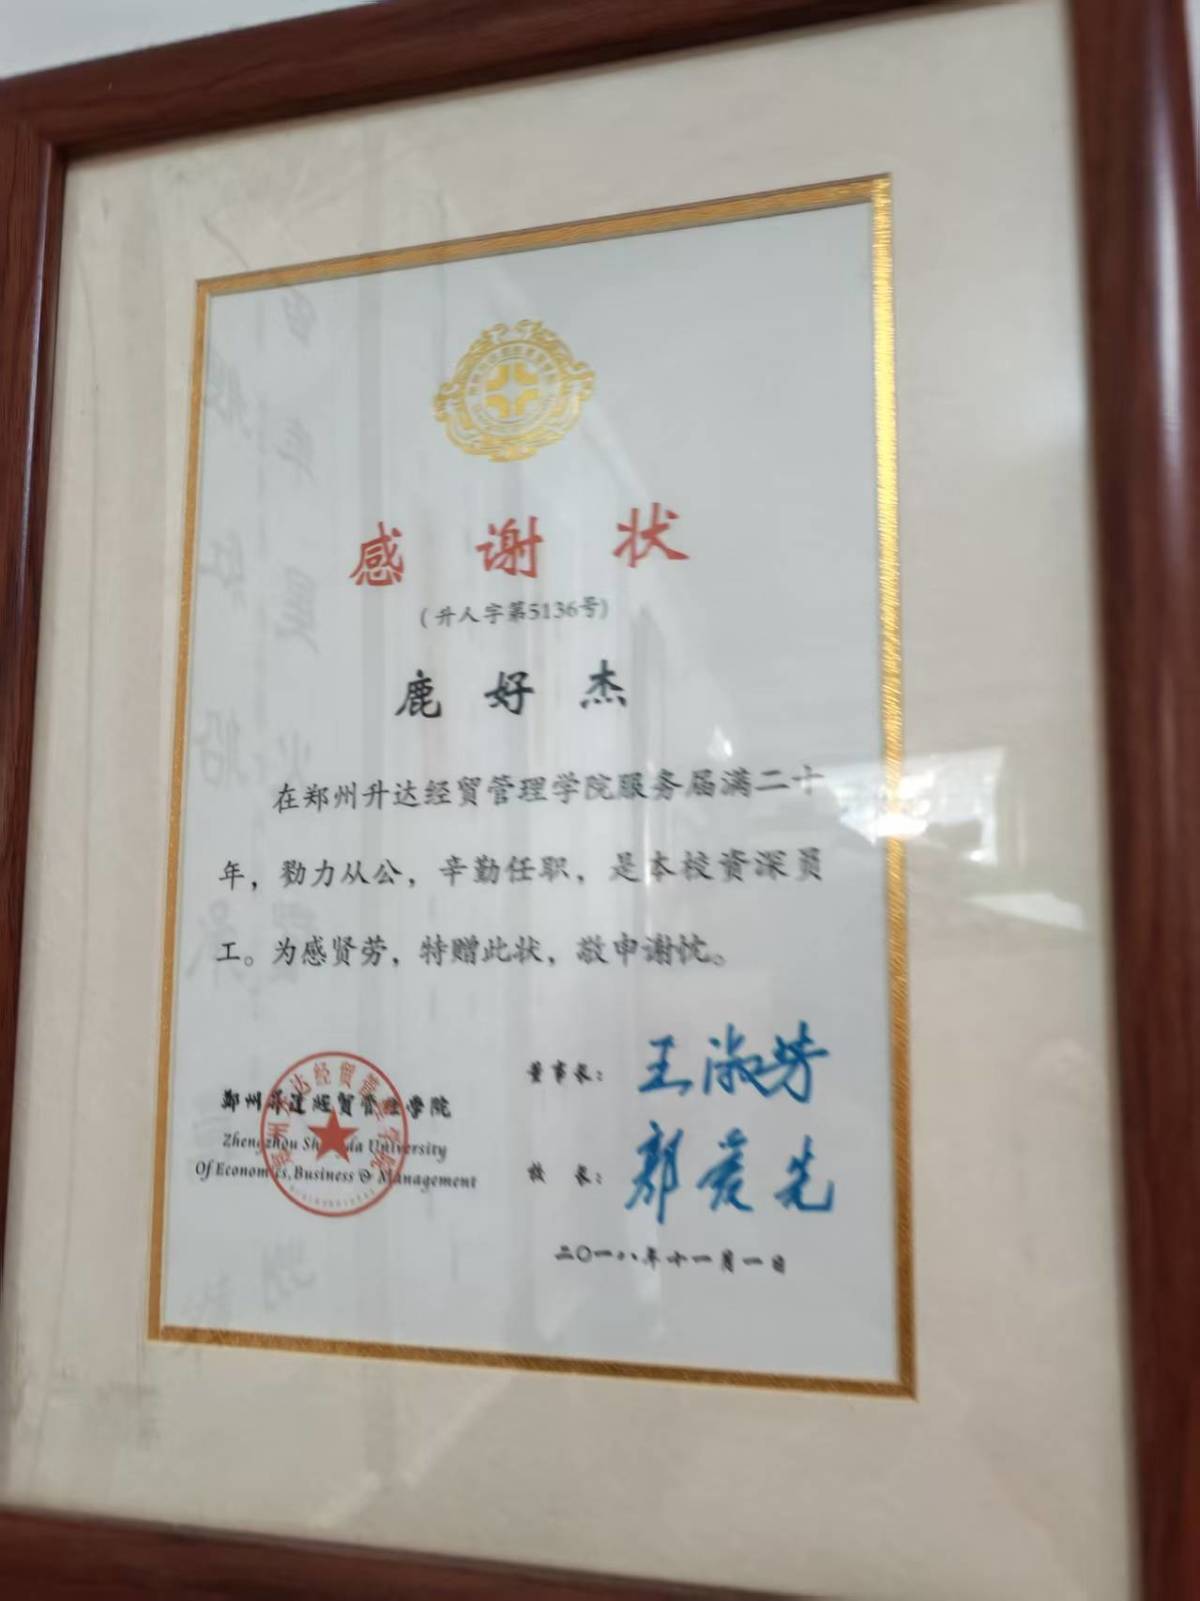 感谢状
(升人字第5136号)
鹿好杰
在郑州升达经贸管理学院服务届满二十
年，勠力从公，辛勤任职，是本校资深员
工。为感贤劳，特赠此状，敬申谢忱。
郑州升达经贸管理学院
Zhengzhou Shengda University
Of Economics, Business & Management
董事长：王淑芳
校长：郭爱先
二〇一八年十一月一日